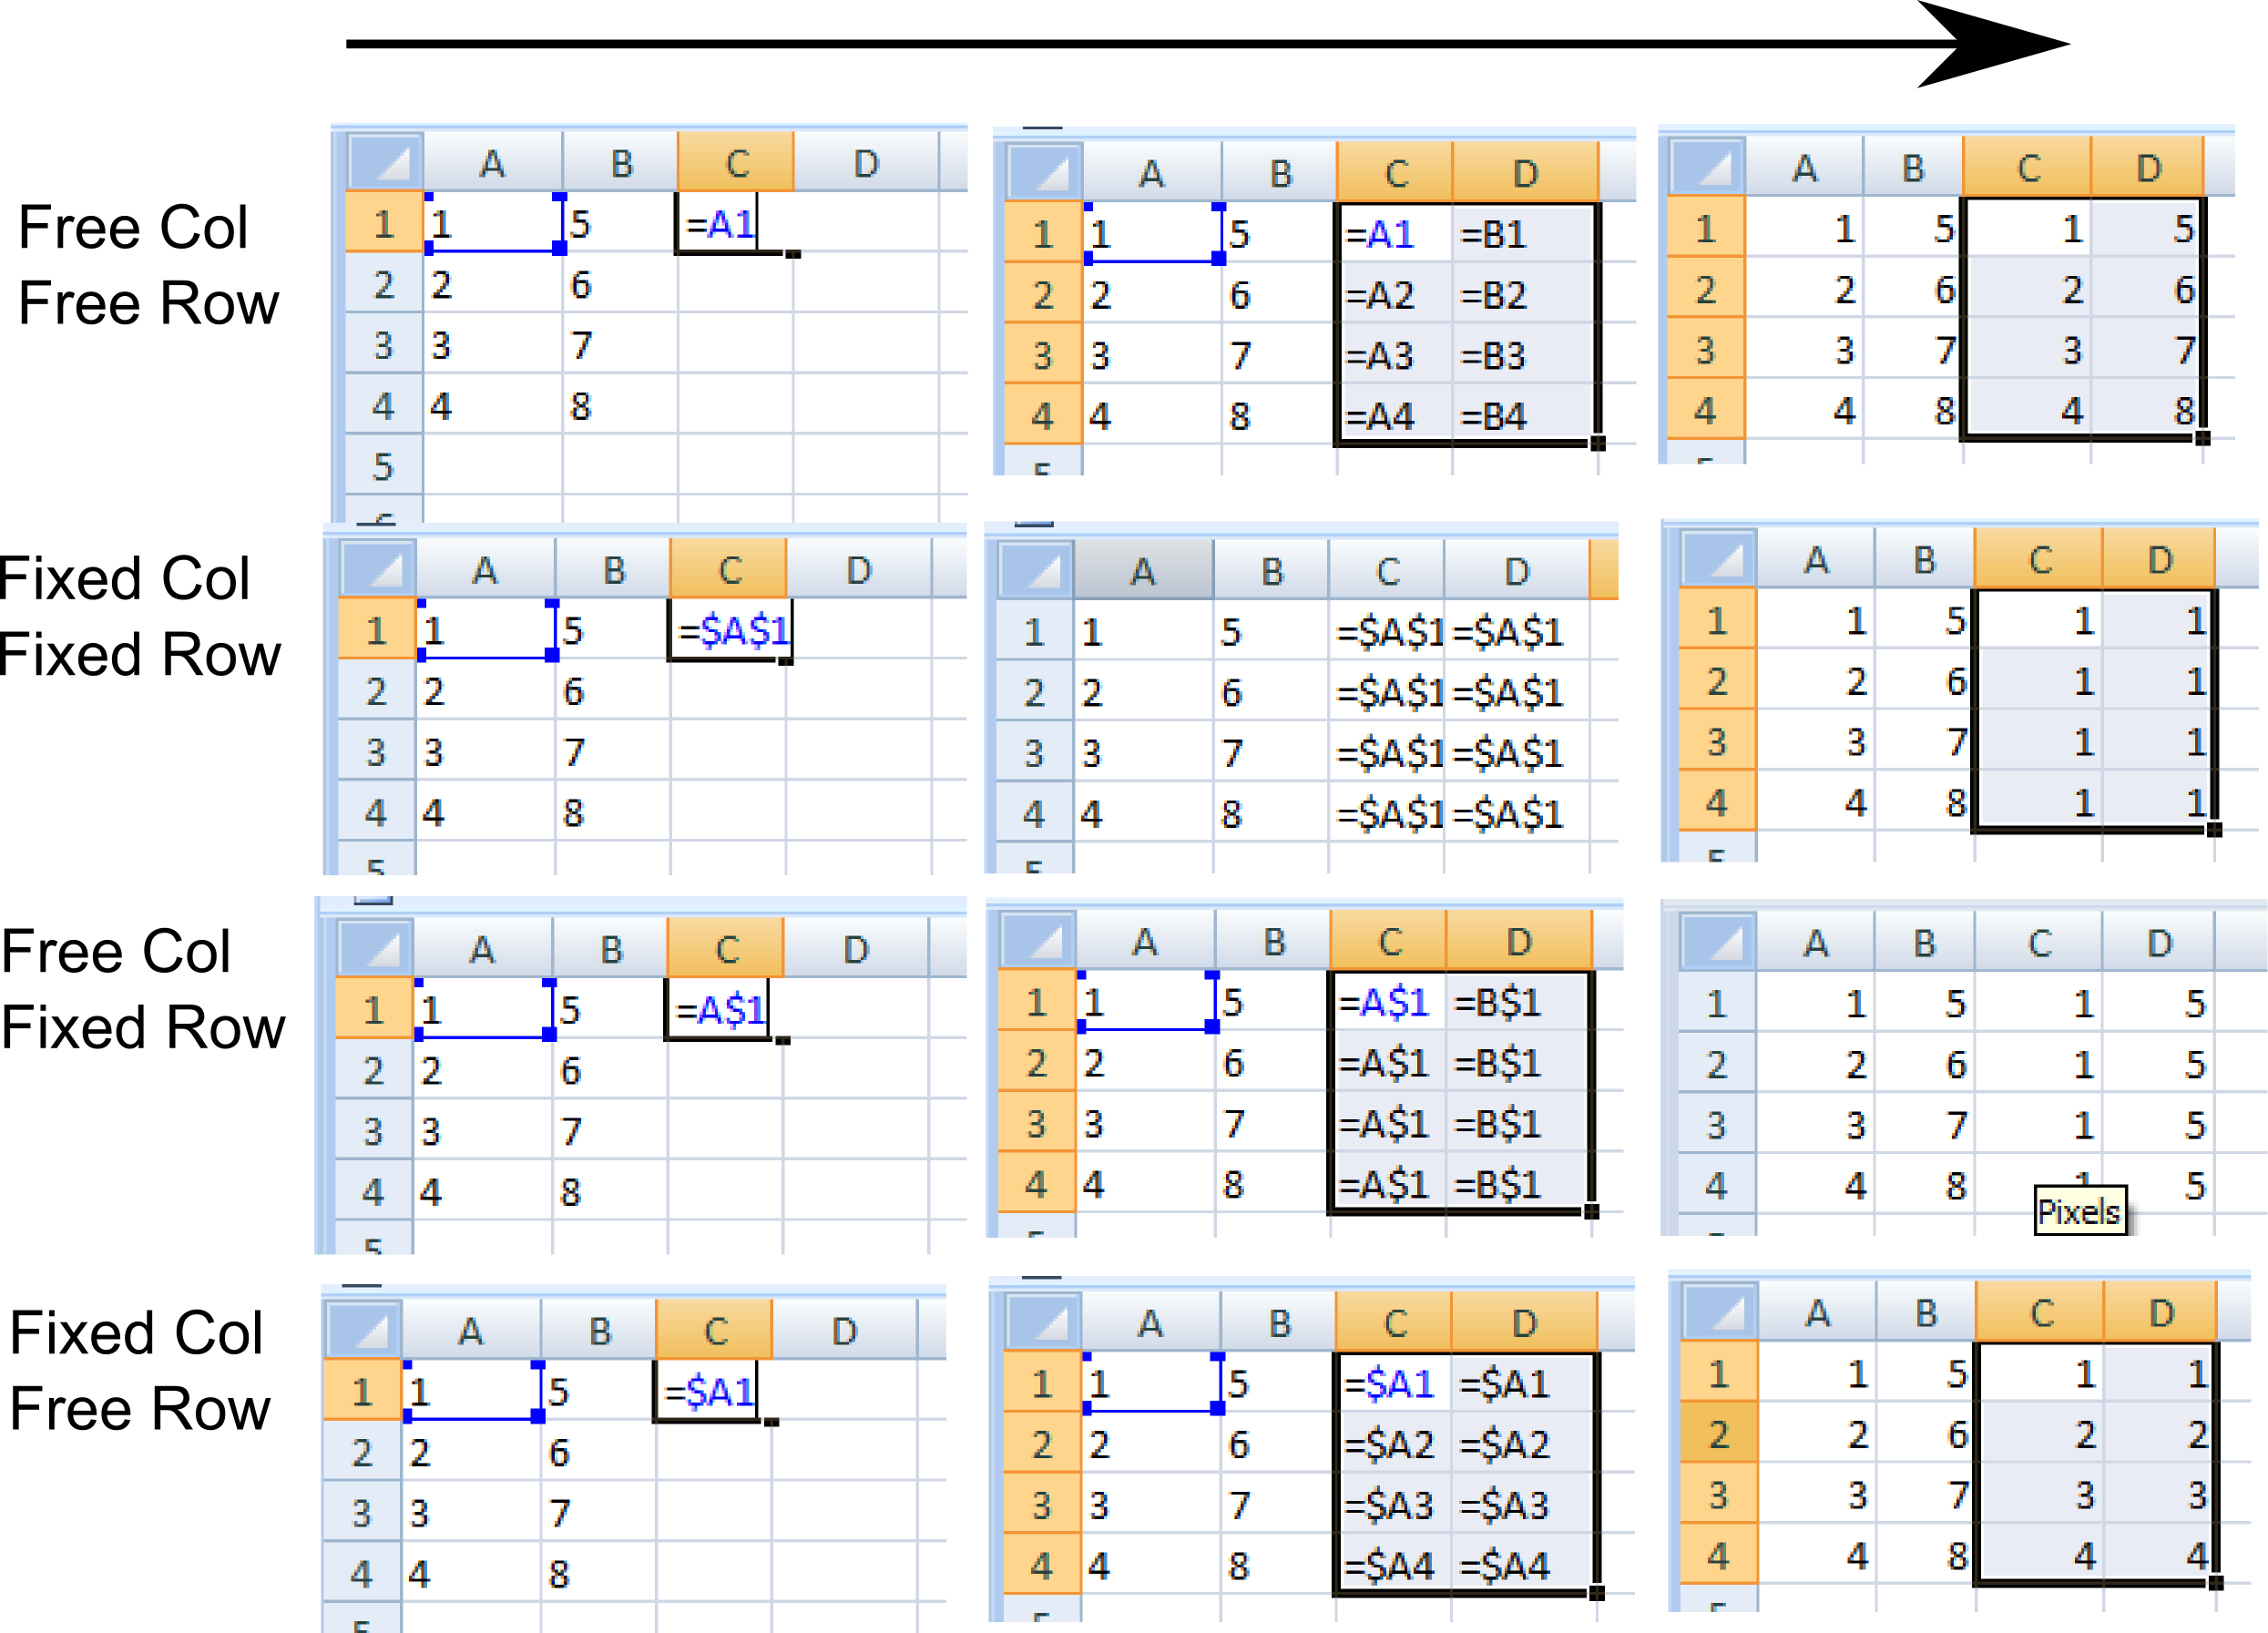 A B C D
1 1 5 =A1
2 2 6
3 3 7
4 4 8
5
A B C D
1 1 5 =A1 =B1
2 2 6 =A2 =B2
3 3 7 =A3 =B3
4 4 8 =A4 =B4
A B C D
1 1 5 1 5
2 2 6 2 6
3 3 7 3 7
4 4 8 4 8
Free Col
Free Row
A B C D
1 1 5 =$A$1
2 2 6
3 3 7
4 4 8
5
A B C D
1 1 5 =$A$1 =$A$1
2 2 6 =$A$1 =$A$1
3 3 7 =$A$1 =$A$1
4 4 8 =$A$1 =$A$1
A B C D
1 1 5 1 1
2 2 6 1 1
3 3 7 1 1
4 4 8 1 1
Fixed Col
Fixed Row
A B C D
1 1 5 =A$1
2 2 6
3 3 7
4 4 8
5
A B C D
1 1 5 =A$1 =B$1
2 2 6 =A$1 =B$1
3 3 7 =A$1 =B$1
4 4 8 =A$1 =B$1
A B C D
1 1 5 1 5
2 2 6 1 5
3 3 7 1 5
4 4 8 5
Pixels
Free Col
Fixed Row
A B C D
1 1 5 =$A1
2 2 6
3 3 7
4 4 8
A B C D
1 1 5 =$A1 =$A1
2 2 6 =$A2 =$A2
3 3 7 =$A3 =$A3
4 4 8 =$A4 =$A4
A B C D
1 1 5 1 1
2 2 6 2 2
3 3 7 3 3
4 4 8 4 4
Fixed Col
Free Row